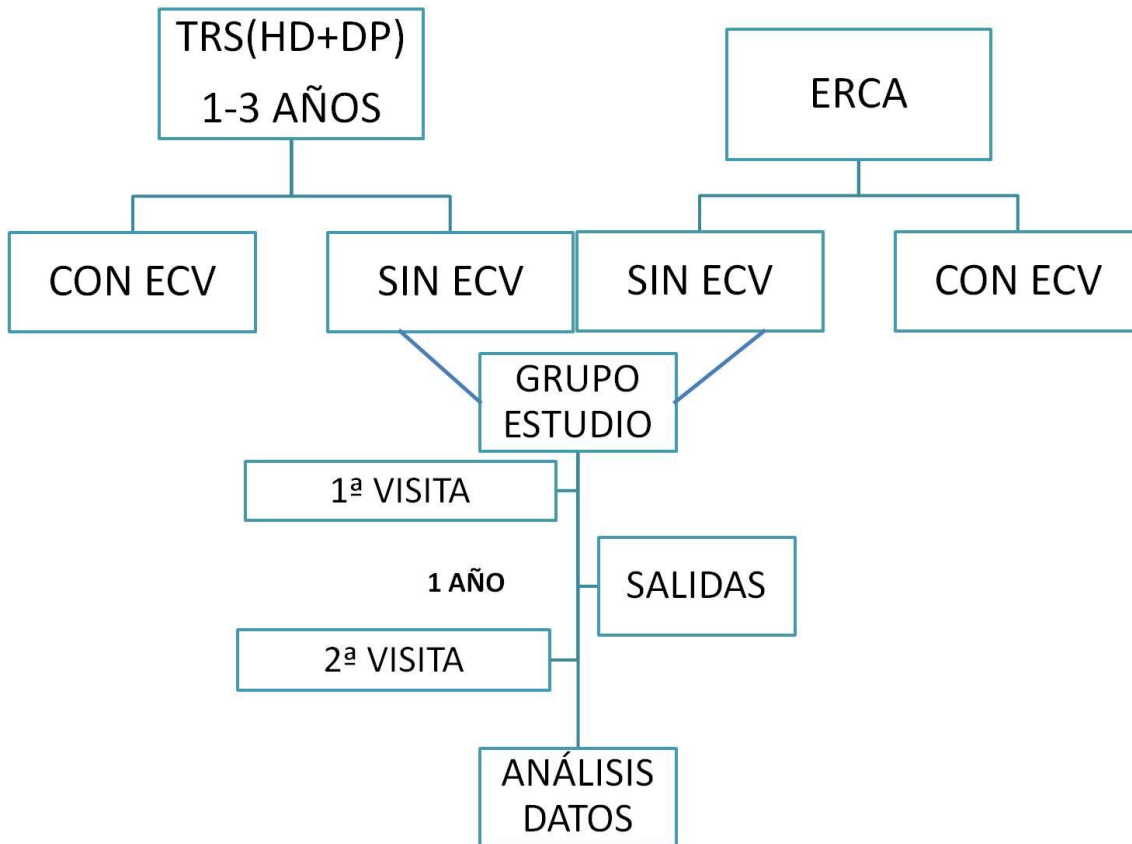 TRS(HD+DP)
1-3 AÑOS
ERCA
CON ECV
SIN ECV
SIN ECV
CON ECV
GRUPO
ESTUDIO
1ª VISITA
1 AÑO
SALIDAS
2ª VISITA
ANÁLISIS
DATOS